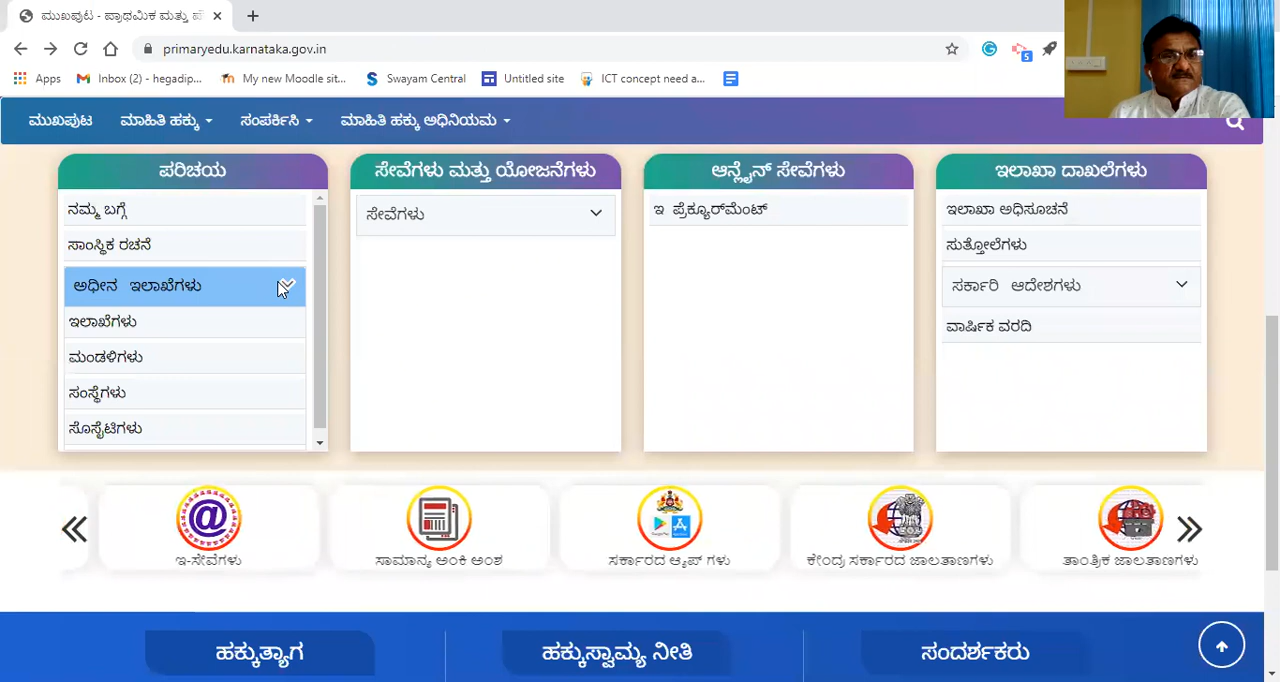 ಮುಖಪುಟ - ಪ್ರಾಥಮಿಕ ಮತ್ತು
primaryedu.karnataka.gov.in
5
Apps Inbox (2) - hegadip... My new Moodle sit... Swayam Central Untitled site ICT concept need a...
ಮುಖಪುಟ ಮಾಹಿತಿ ಹಕ್ಕು ಸಂಪರ್ಕಿಸಿ ಮಾಹಿತಿ ಹಕ್ಕು ಅಧಿನಿಯಮ
ಪರಿಚಯ
ನಮ್ಮ ಬಗ್ಗೆ
ಸಾಂಸ್ಥಿಕ ರಚನೆ
ಅಧೀನ ಇಲಾಖೆಗಳು
ಇಲಾಖೆಗಳು
ಮಂಡಳಿಗಳು
ಸಂಸ್ಥೆಗಳು
ಸೊಸೈಟಿಗಳು
ಸೇವೆಗಳು ಮತ್ತು ಯೋಜನೆಗಳು
ಸೇವೆಗಳು
ಆನ್ಲೈನ್ ಸೇವೆಗಳು
ಇ ಪ್ರೆಕ್ಯೂರ್‌ಮೆಂಟ್
ಇಲಾಖಾ ದಾಖಲೆಗಳು
ಇಲಾಖಾ ಅಧಿಸೂಚನೆ
ಸುತ್ತೋಲೆಗಳು
ಸರ್ಕಾರಿ ಆದೇಶಗಳು
ವಾರ್ಷಿಕ ವರದಿ
ಇ-ಸೇವೆಗಳು
ಸಾಮಾನ್ಯ ಅಂಕಿ ಅಂಶ
ಸರ್ಕಾರದ ಆ್ಯಪ್ ಗಳು
ಕೇಂದ್ರ ಸರ್ಕಾರದ ಜಾಲತಾಣಗಳು
ತಾಂತ್ರಿಕ ಜಾಲತಾಣಗಳು
ಹಕ್ಕುತ್ಯಾಗ
ಹಕ್ಕುಸ್ವಾಮ್ಯ ನೀತಿ
ಸಂದರ್ಶಕರು